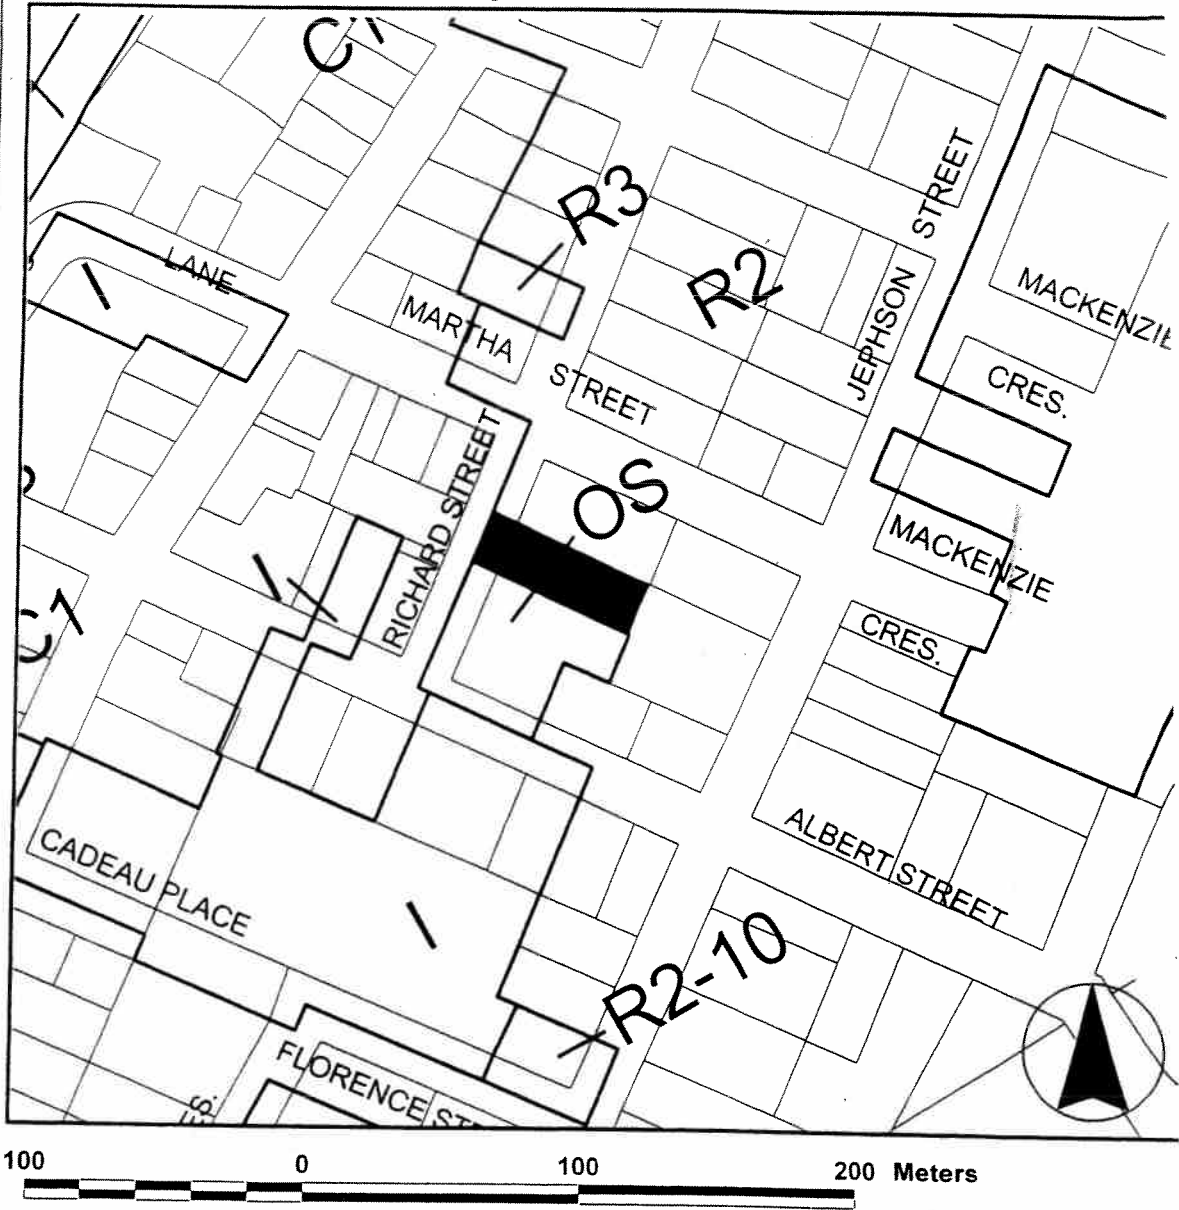 C1
STREET
R3
LANE
R2
MACKENZIE
MARTHA
JEPHSON
STREET
CRES.
RICHARD STREET
OS
MACKENZIE
C1
CRES.
ALBERT STREET
CADEAU PLACE
R2-10
FLORENCE
100 0 100 200 Meters